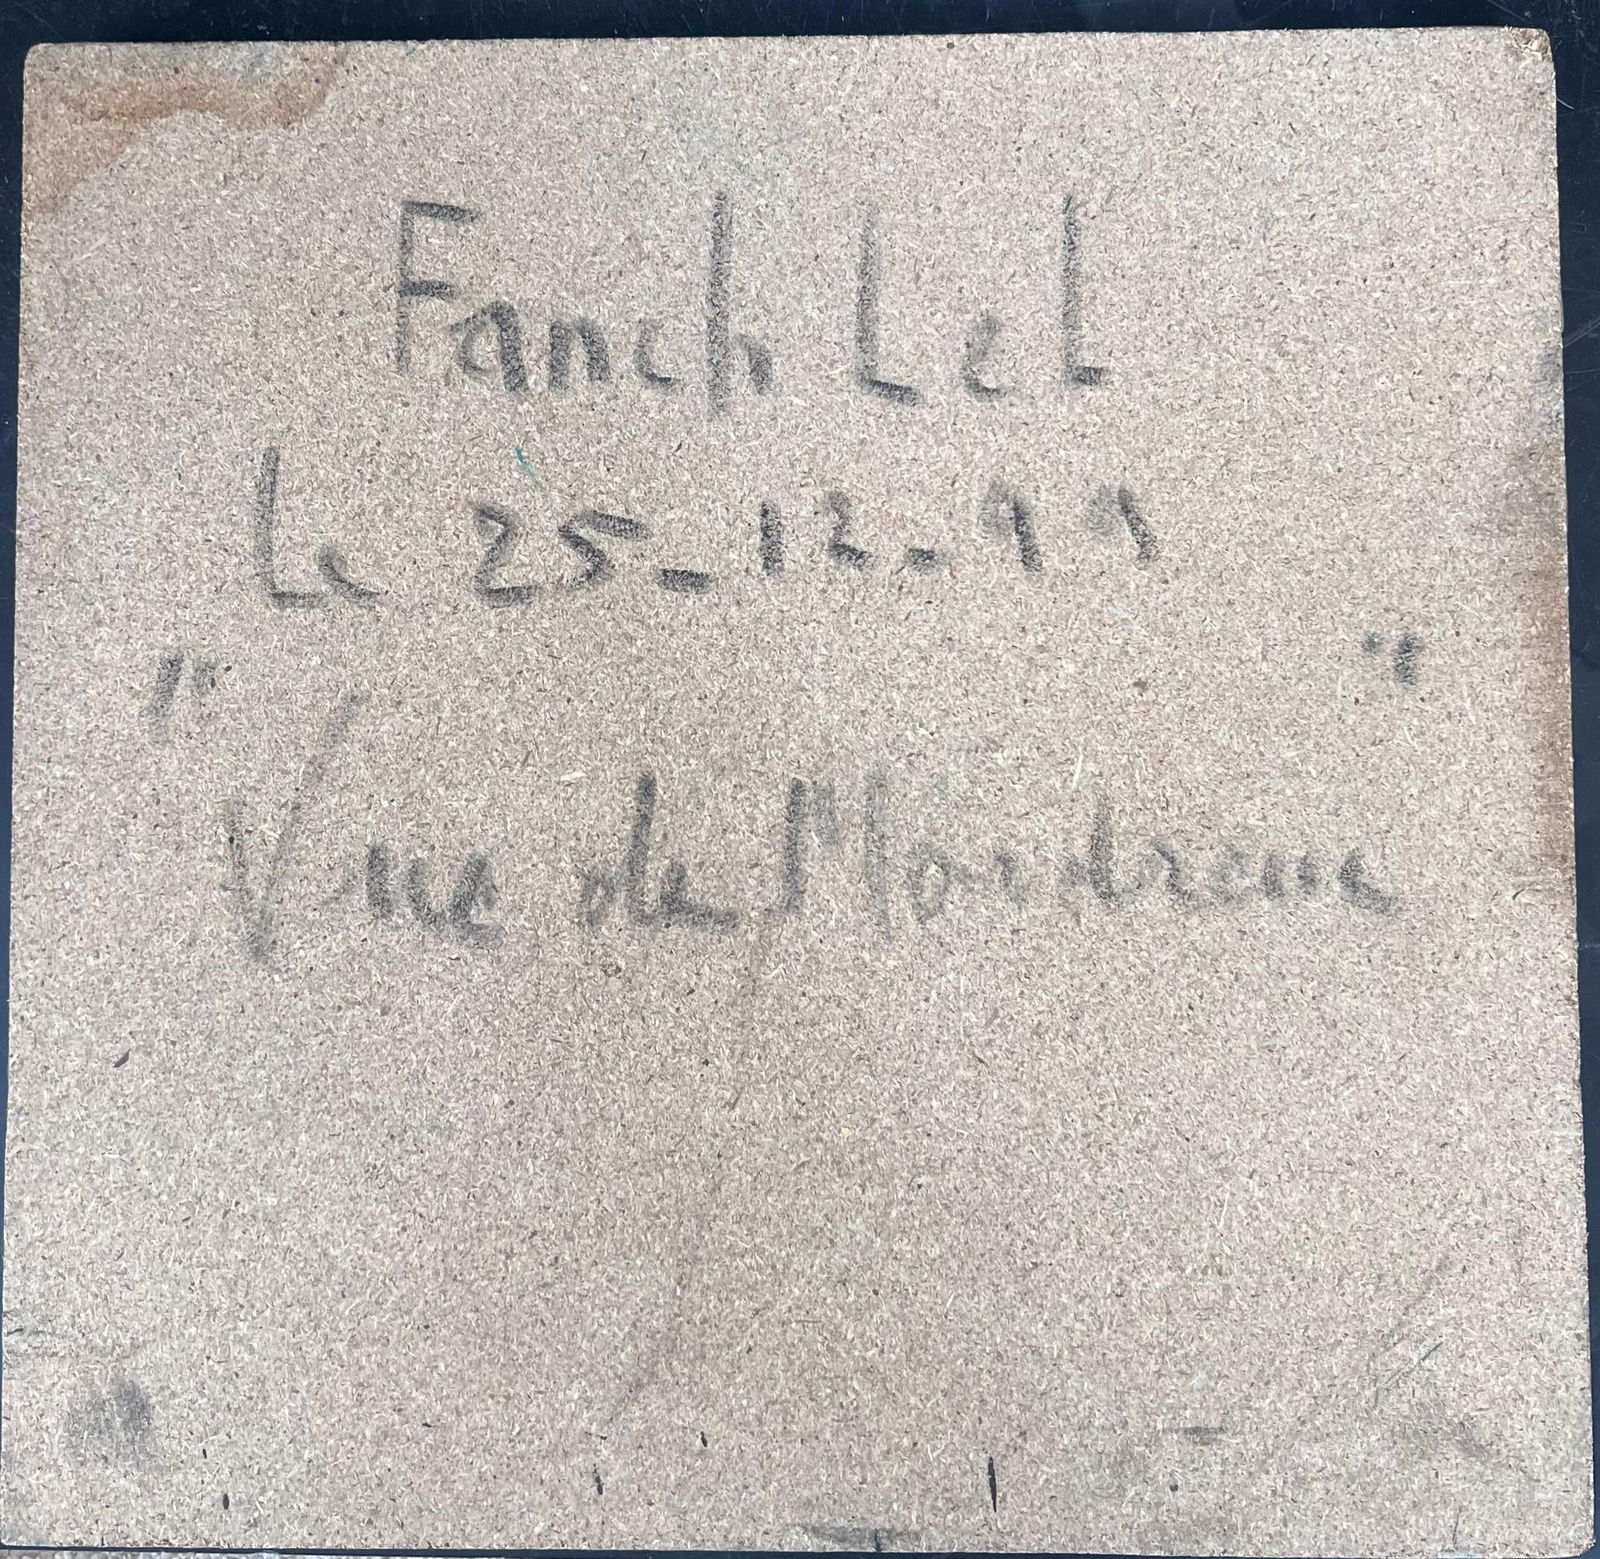 Fanch Lel
Le 25-12-99
"Vue de Mordreuc"